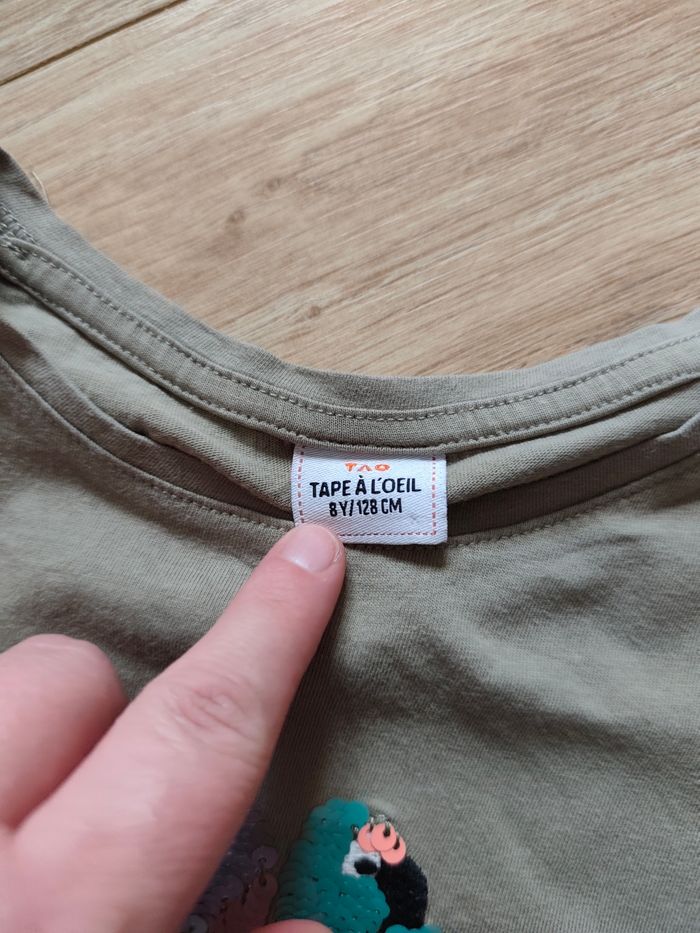 TAO
TAPE À L'OEIL
8Y/128 CM